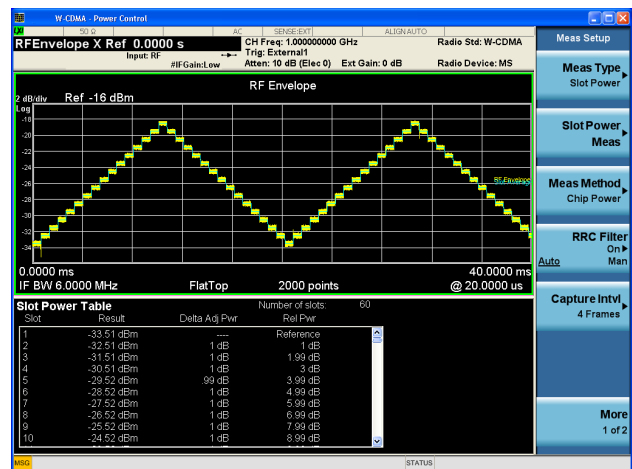 W-CDMA - Power Control
LXI 50 Ω AC SENSE:EXT ALIGN AUTO
RFEnvelope X Ref 0.0000 s
Input: RF
#IFGain:Low
CH Freq: 1.000000000 GHz
Trig: External1
Atten: 10 dB (Elec 0) Ext Gain: 0 dB
Radio Std: W-CDMA
Radio Device: MS
RF Envelope
2 dB/div Ref -16 dBm
Log
-18
-20
-22
-24
-26
-28
-30
-32
-34
RF Envelope
0.0000 ms 40.0000 ms
IF BW 6.0000 MHz FlatTop 2000 points @ 20.0000 us
Slot Power Table Number of slots: 60
Slot Result Delta Adj Pwr Rel Pwr
1 -33.51 dBm ---- Reference
2 -32.51 dBm 1 dB 1 dB
3 -31.51 dBm 1 dB 1.99 dB
4 -30.51 dBm 1 dB 3 dB
5 -29.52 dBm .99 dB 3.99 dB
6 -28.52 dBm 1 dB 4.99 dB
7 -27.52 dBm 1 dB 5.99 dB
8 -26.52 dBm 1 dB 6.99 dB
9 -25.52 dBm 1 dB 7.99 dB
10 -24.52 dBm 1 dB 8.99 dB
Meas Setup
Meas Type
Slot Power
Slot Power
Meas
Meas Method
Chip Power
RRC Filter
On
Auto Man
Capture Intvl
4 Frames
More
1 of 2
MSG STATUS